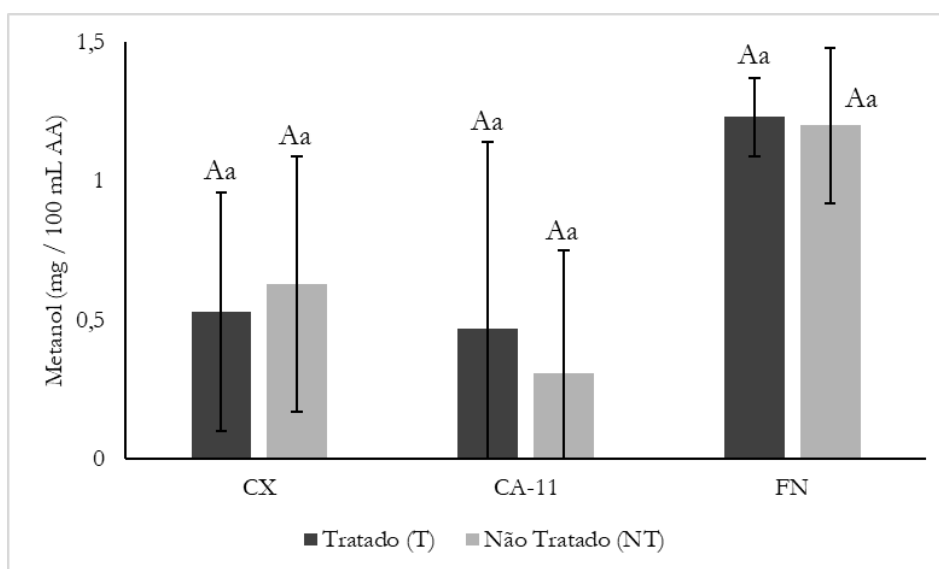 Metanol (mg / 100 mL AA)
1,5
1
0,5
0
Aa
Aa
Aa
Aa
Aa
Aa
CX
CA-11
FN
Tratado (T)
Não Tratado (NT)